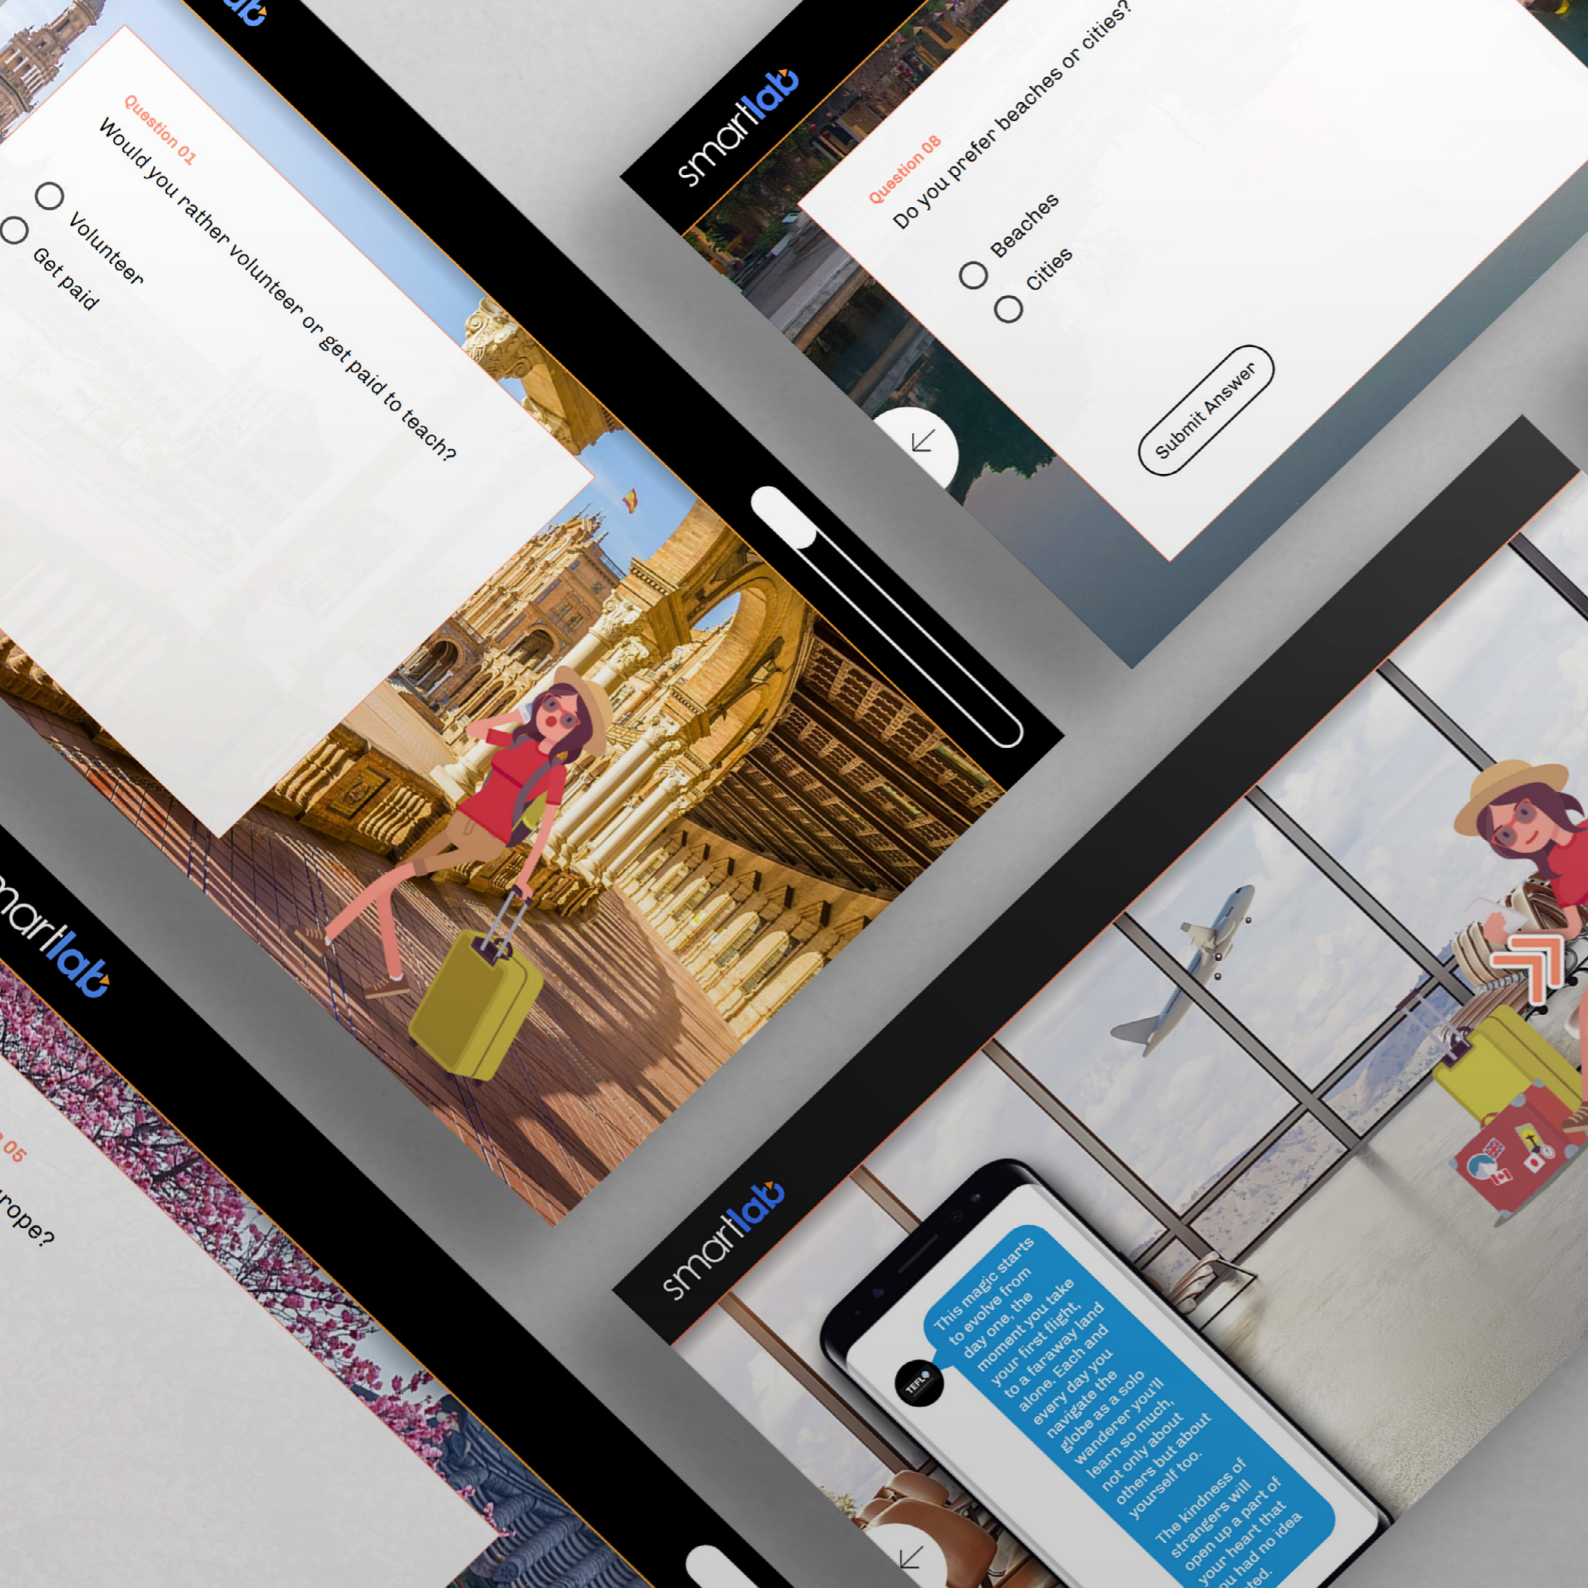 Question 01
Would you rather volunteer or get paid to teach?
Volunteer
Get paid
smartlab
Question 08
Do you prefer beaches or cities?
Beaches
Cities
Submit Answer
05
smartlab
TEFL
This magic starts
to evolve from
day one, the
moment you take
your first flight,
to a faraway land
alone. Each and
every day you
navigate the
globe as a solo
wanderer you'll
learn so much,
not only about
others but about
yourself too.
The kindness of
strangers will
open up a part of
your heart that
had no idea